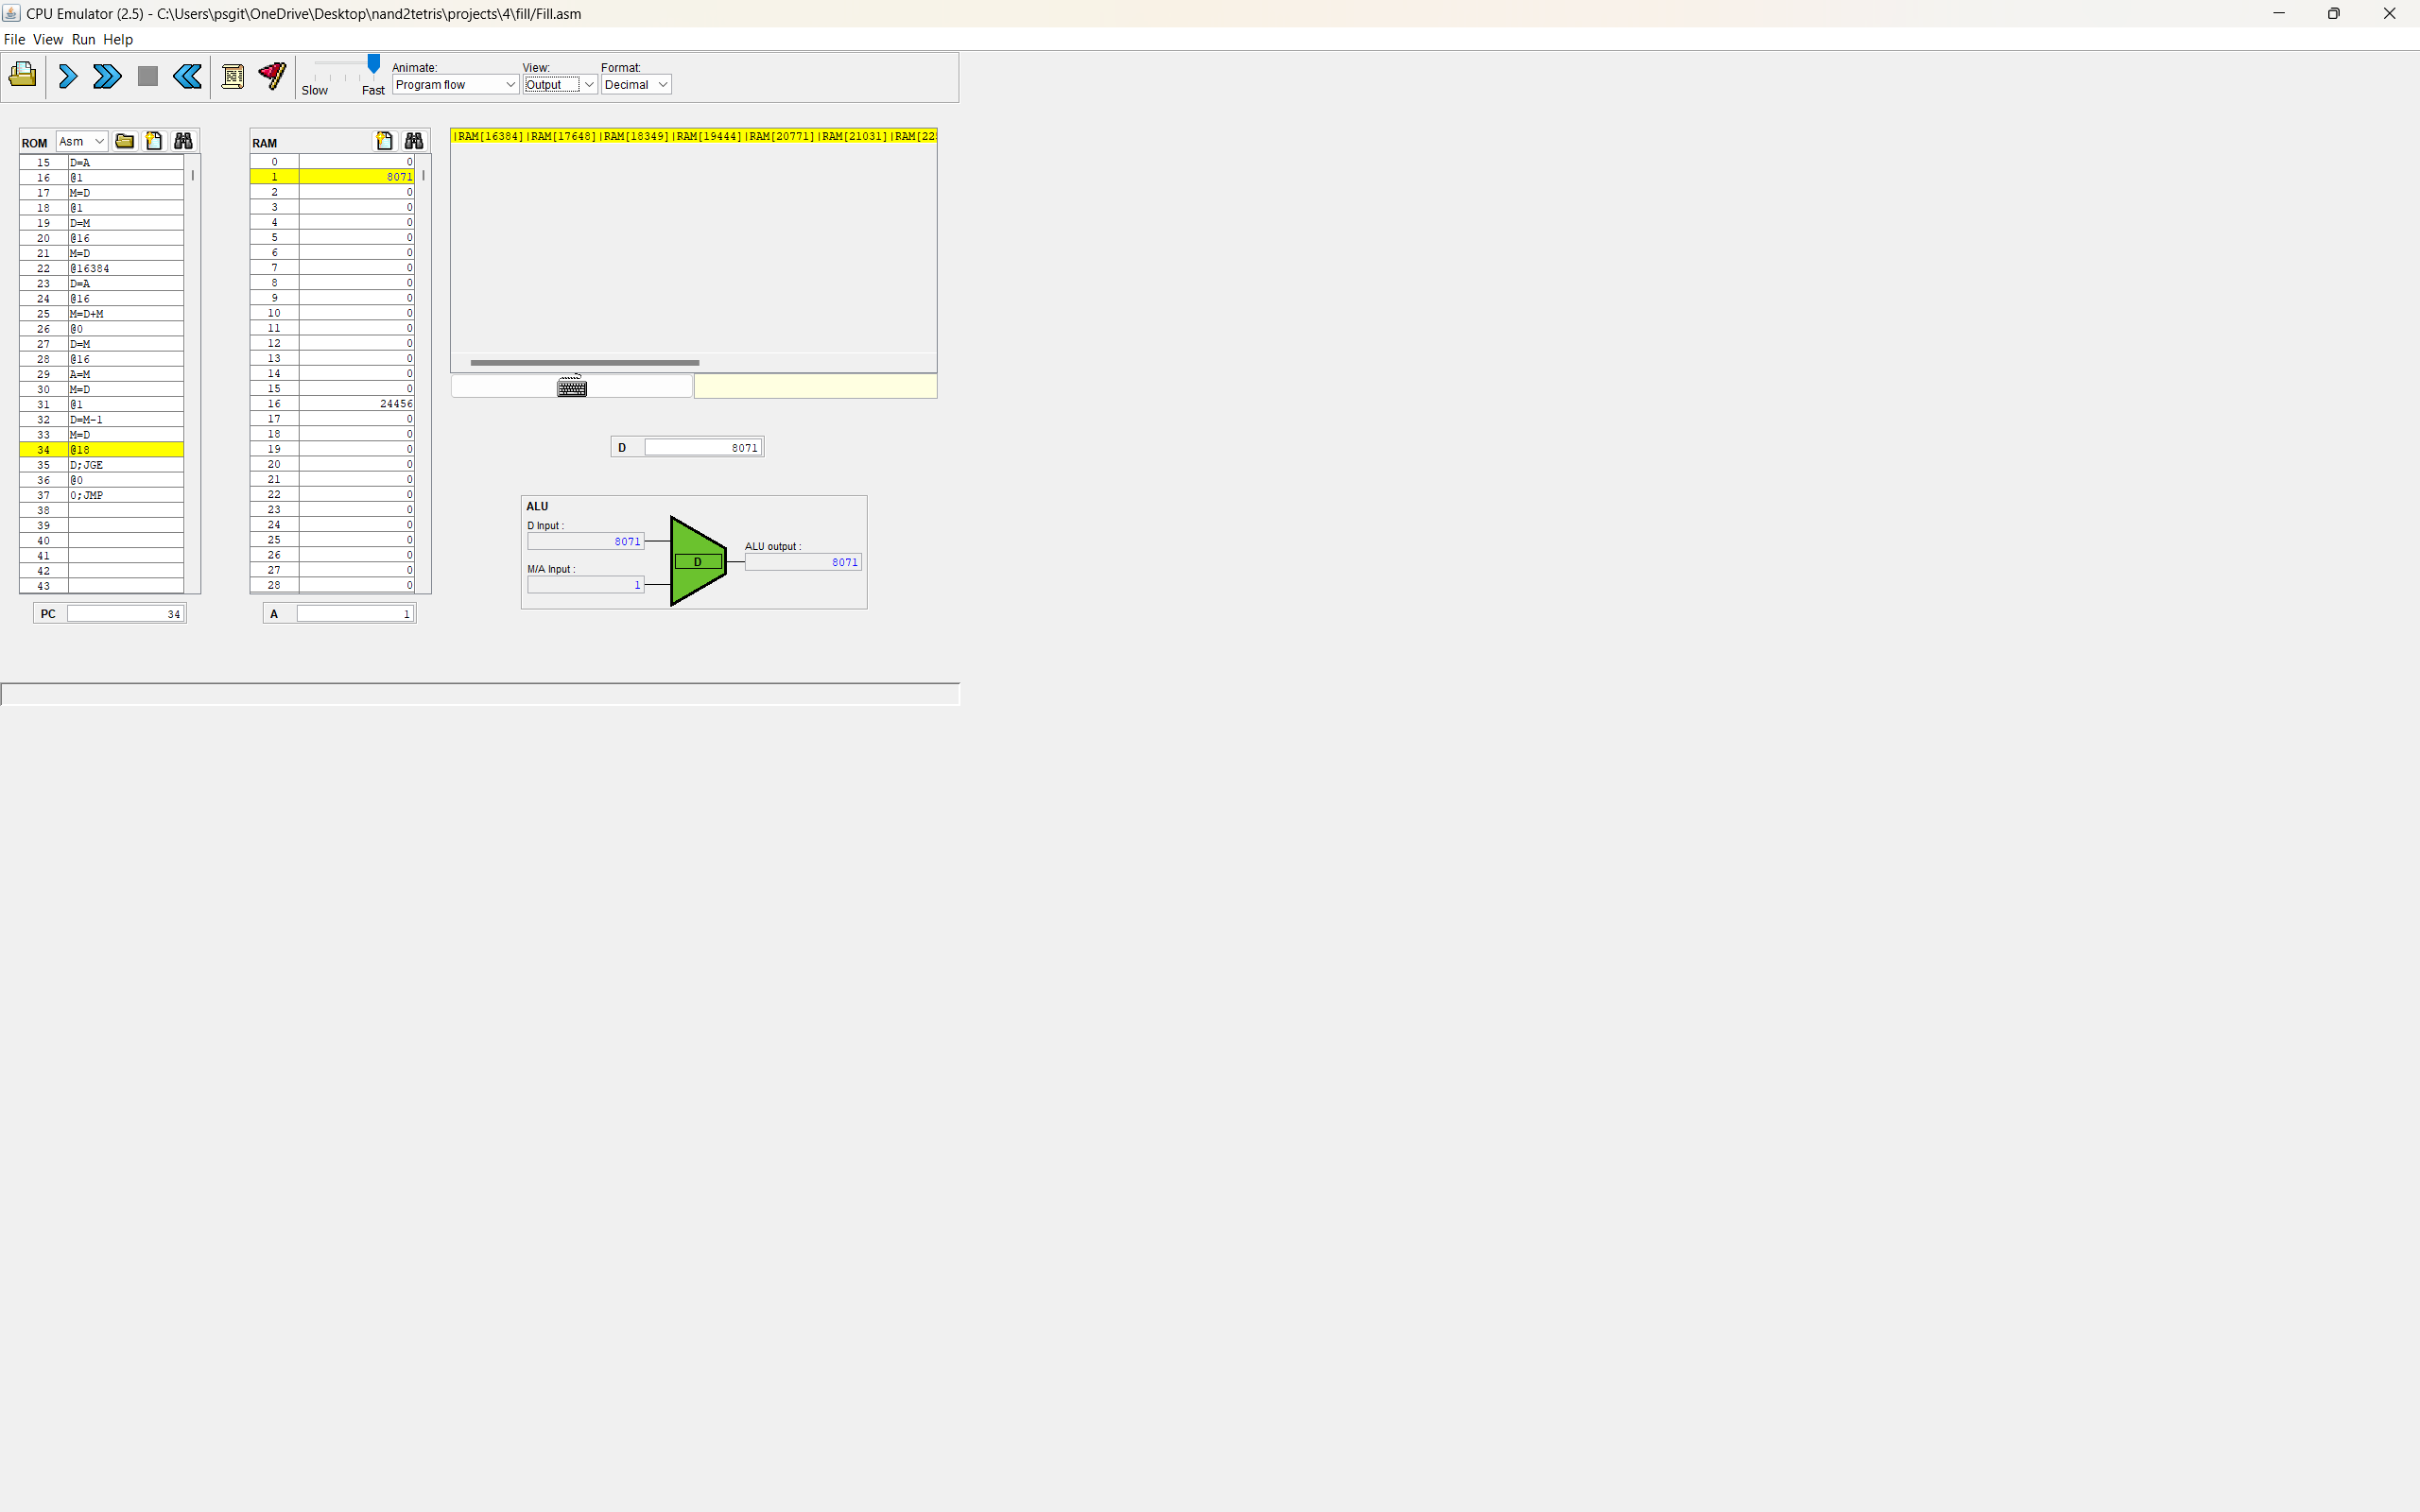 CPU Emulator (2.5) - C:\Users\psgit\OneDrive\Desktop\nand2tetris\projects\4\fill/Fill.asm
File View Run Help
Slow Fast
Animate: View: Format:
Program flow Output Decimal
ROM Asm
15 D=A
16 @1
17 M=D
18 @1
19 D=M
20 @16
21 M=D
22 @16384
23 D=A
24 @16
25 M=D+M
26 @0
27 D=M
28 @16
29 A=M
30 M=D
31 @1
32 D=M-1
33 M=D
34 @18
35 D;JGE
36 @0
37 0;JMP
38
39
40
41
42
43
PC 34
RAM
0 0
1 8071
2 0
3 0
4 0
5 0
6 0
7 0
8 0
9 0
10 0
11 0
12 0
13 0
14 0
15 0
16 24456
17 0
18 0
19 0
20 0
21 0
22 0
23 0
24 0
25 0
26 0
27 0
28 0
A 1
|RAM[16384]|RAM[17648]|RAM[18349]|RAM[19444]|RAM[20771]|RAM[21031]|RAM[22
D 8071
ALU
D Input :
8071
M/A Input :
1
D
ALU output :
8071